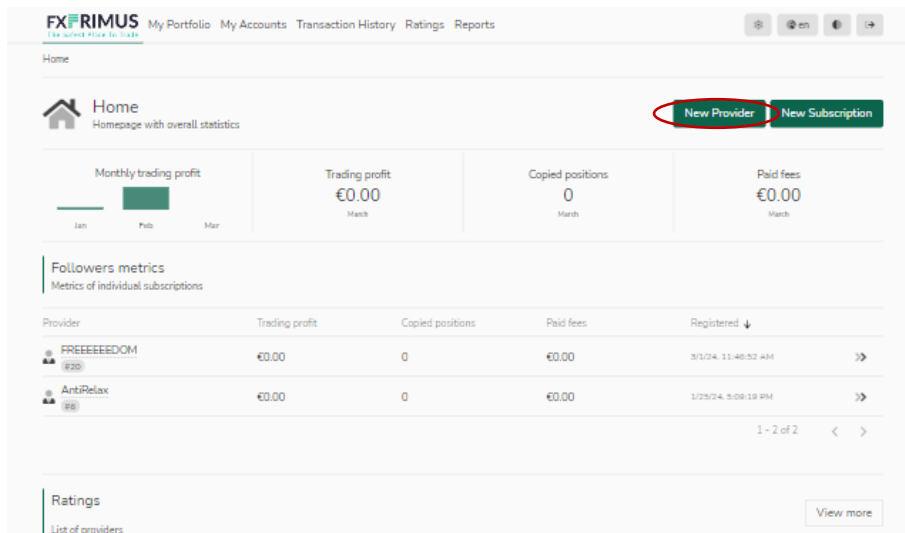 FXPRIMUS My Portfolio My Accounts Transaction History Ratings Reports en
The Safest Place To Trade
Home
Home
Homepage with overall statistics
New Provider New Subscription
Monthly trading profit
Jan Feb Mar
Trading profit
€0.00
March
Copied positions
0
March
Paid fees
€0.00
March
Followers metrics
Metrics of individual subscriptions
Provider Trading profit Copied positions Paid fees Registered
FREEEEEEDOM €0.00 0 €0.00 3/1/24, 11:46:52 AM
#20
AntiRelax €0.00 0 €0.00 1/25/24, 5:09:19 PM
#6
1 - 2 of 2
Ratings
View more
List of providers